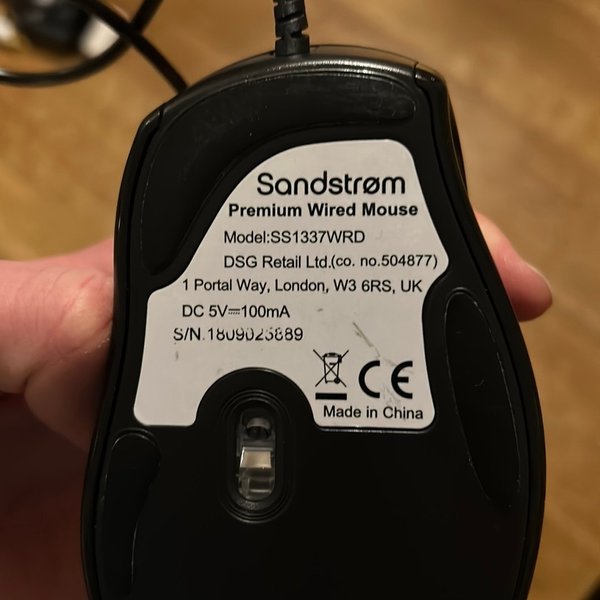 Sandstrøm
Premium Wired Mouse
Model:SS1337WRD
DSG Retail Ltd.(co. no.504877)
1 Portal Way, London, W3 6RS, UK
DC 5V⎓100mA
S/N.
CE
Made in China